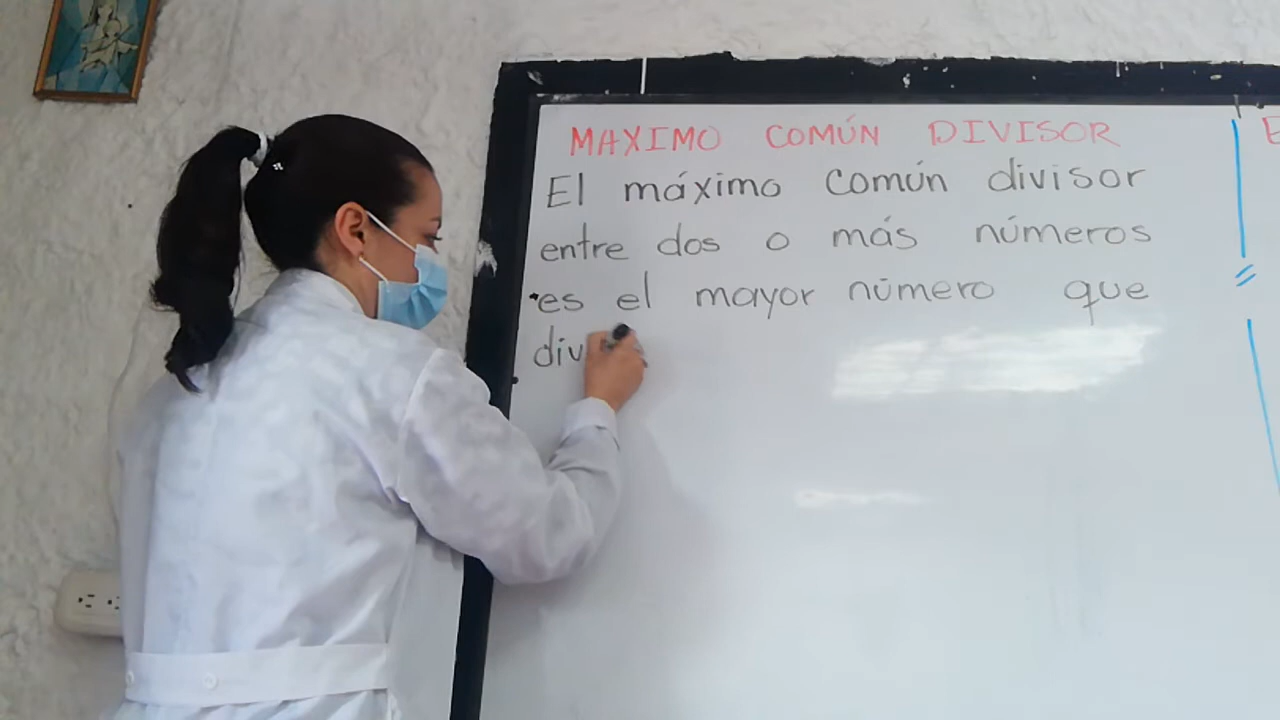 MAXIMO COMÚN DIVISOR
El máximo común divisor
entre dos o más números
es el mayor número que
div
E